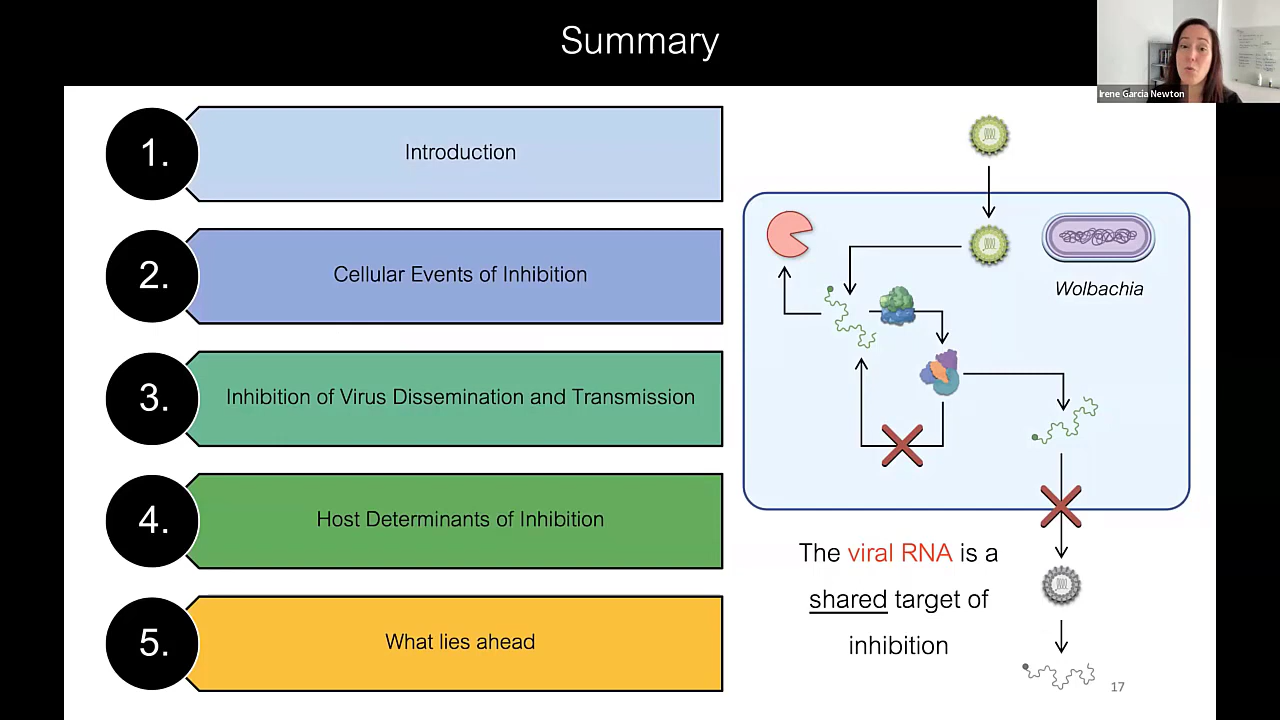 Summary
Irene Garcia Newton
1.
Introduction
2.
Cellular Events of Inhibition
3.
Inhibition of Virus Dissemination and Transmission
4.
Host Determinants of Inhibition
5.
What lies ahead
Wolbachia
The viral RNA is a
shared target of
inhibition
17